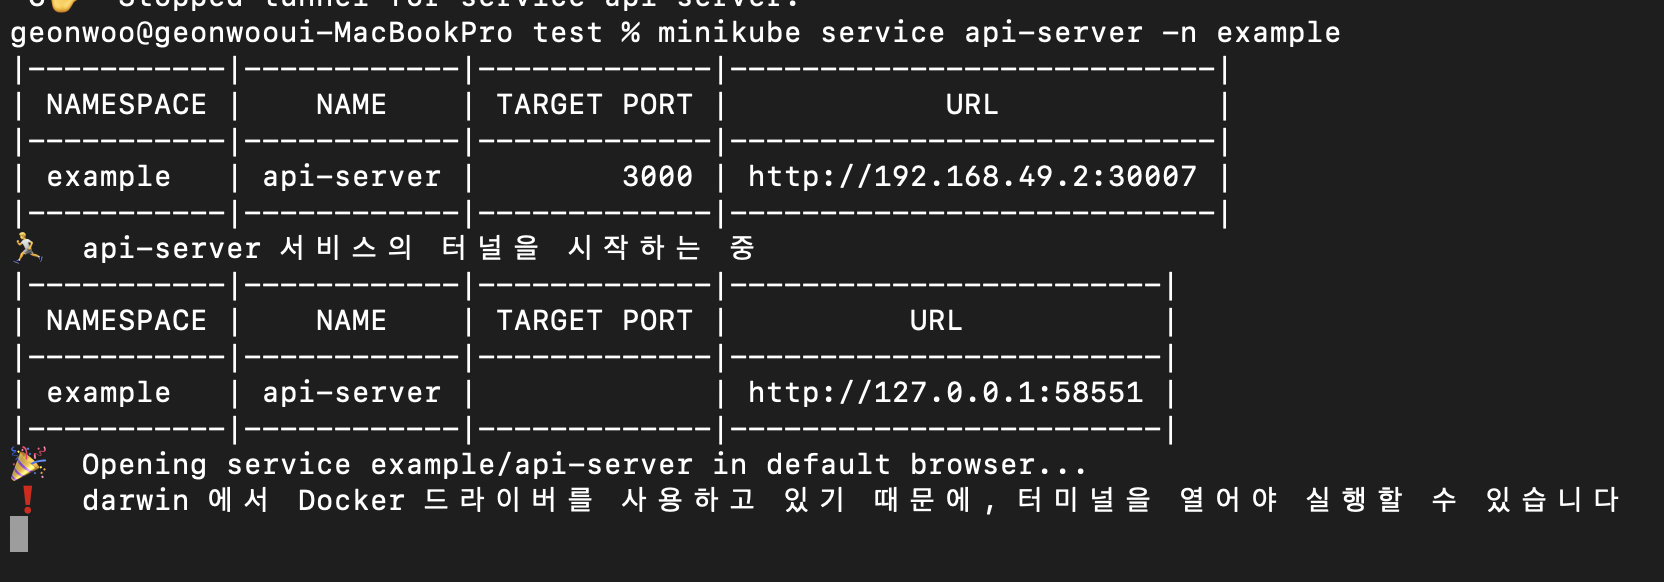 Stopped tunnel for service api-server.
geonwoo@geonwooui-MacBookPro test % minikube service api-server -n example
|-----------|------------|-------------|---------------------------|
| NAMESPACE | NAME | TARGET PORT | URL |
|-----------|------------|-------------|---------------------------|
| example | api-server | 3000 | http://192.168.49.2:30007 |
|-----------|------------|-------------|---------------------------|
🏃 api-server 서비스의 터널을 시작하는 중
|-----------|------------|-------------|------------------------|
| NAMESPACE | NAME | TARGET PORT | URL |
|-----------|------------|-------------|------------------------|
| example | api-server | | http://127.0.0.1:58551 |
|-----------|------------|-------------|------------------------|
🎉 Opening service example/api-server in default browser...
❗ darwin 에서 Docker 드라이버를 사용하고 있기 때문에, 터미널을 열어야 실행할 수 있습니다